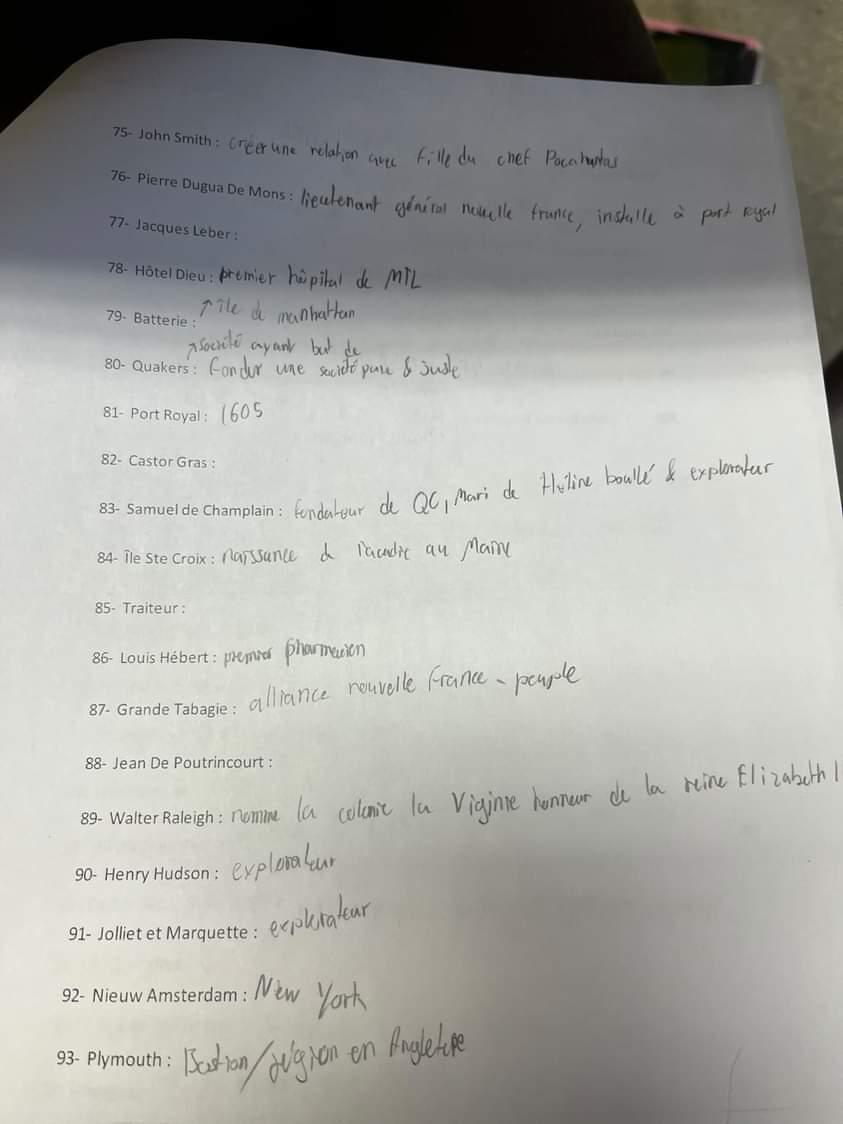 75- John Smith : Créer une relation avec fille du chef Pocahuntas
76- Pierre Dugua De Mons : lieutenant général nouvelle france, installe à port royal
77- Jacques Leber :
78- Hôtel Dieu : premier hôpital de MTL
79- Batterie : ↑ île de manhattan
↗ société ayant but de
80- Quakers : fondur une société pure & juste
81- Port Royal : 1605
82- Castor Gras :
83- Samuel de Champlain : fondateur de QC, Mari de Héline boullé & explorateur
84- Île Ste Croix : naissance de l'acadie au Maine
85- Traiteur :
86- Louis Hébert : premier pharmacien
87- Grande Tabagie : alliance nouvelle France - peuple
88- Jean De Poutrincourt :
89- Walter Raleigh : nomme la colonie la Viginie honneur de la reine Elizabeth I
90- Henry Hudson : explorateur
91- Jolliet et Marquette : explorateur
92- Nieuw Amsterdam : New York
93- Plymouth : en Angleterre